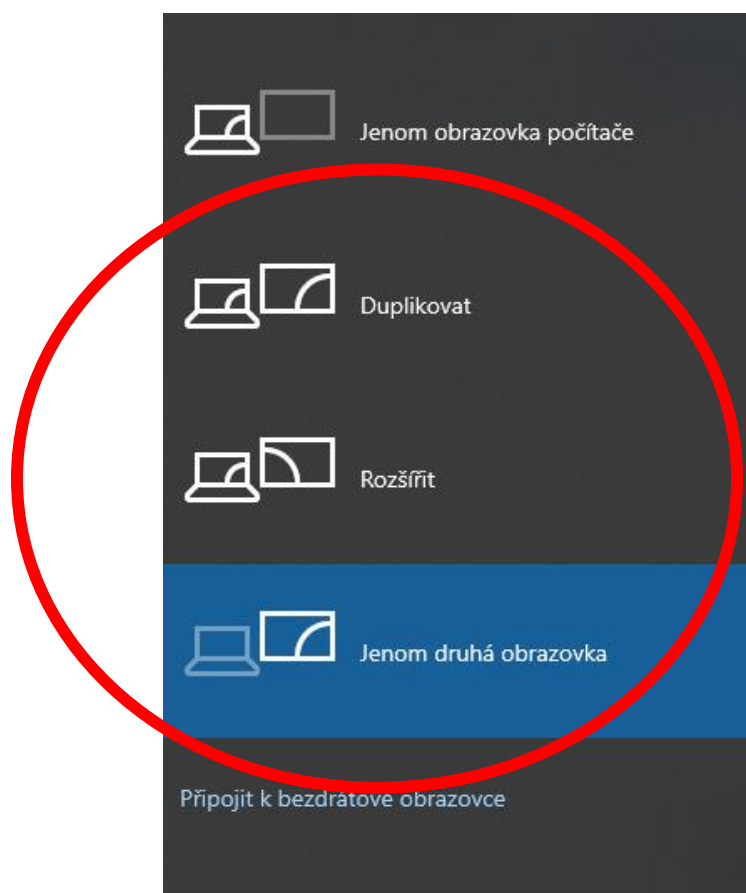 Jenom obrazovka počítače
Duplikovat
Rozšířit
Jenom druhá obrazovka
Připojit k bezdrátové obrazovce